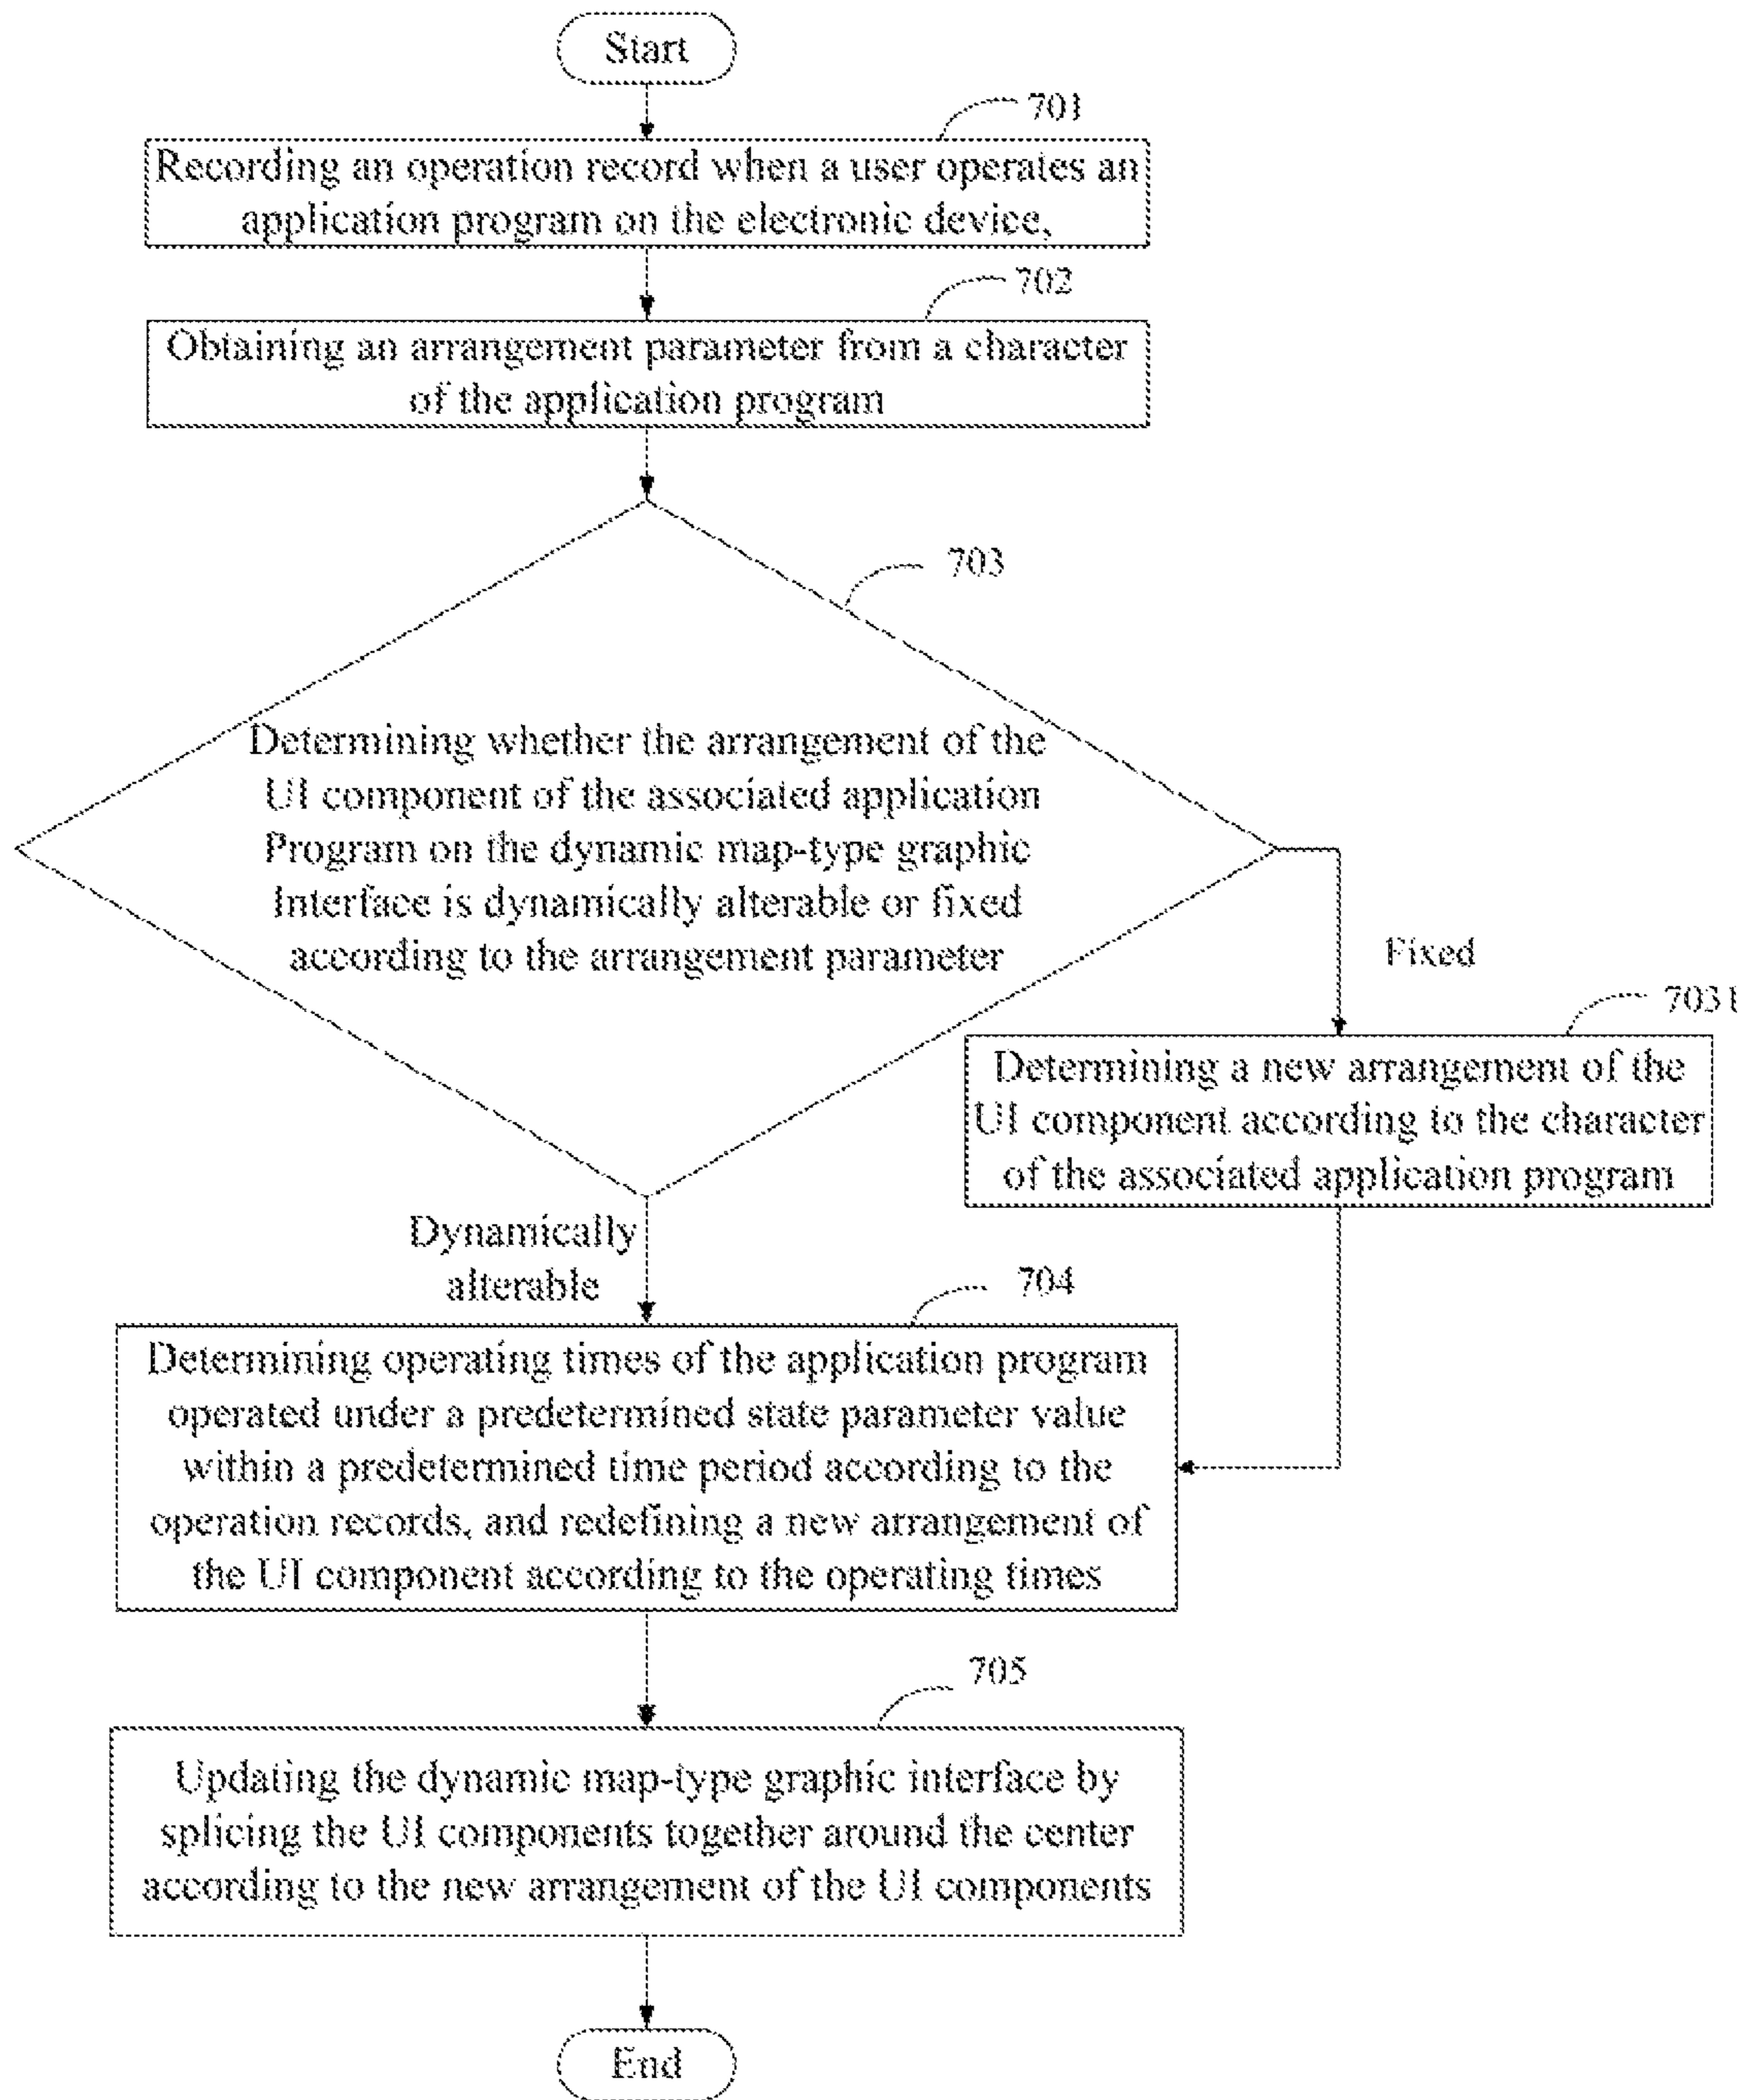 Start
701
Recording an operation record when a user operates an
application program on the electronic device,
702
Obtaining an arrangement parameter from a character
of the application program
703
Determining whether the arrangement of the
UI component of the associated application
Program on the dynamic map-type graphic
Interface is dynamically alterable or fixed
according to the arrangement parameter
Fixed
7031
Determining a new arrangement of the
UI component according to the character
of the associated application program
Dynamically
alterable
704
Determining operating times of the application program
operated under a predetermined state parameter value
within a predetermined time period according to the
operation records, and redefining a new arrangement of
the UI component according to the operating times
705
Updating the dynamic map-type graphic interface by
splicing the UI components together around the center
according to the new arrangement of the UI components
End